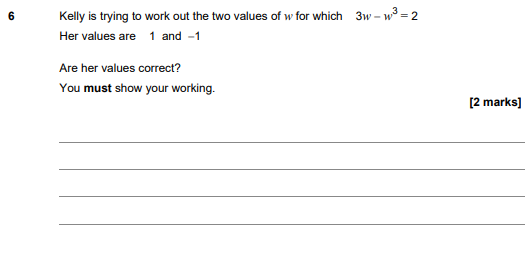 6 Kelly is trying to work out the two values of w for which 3w – w³ = 2
Her values are 1 and –1
Are her values correct?
You must show your working.
[2 marks]